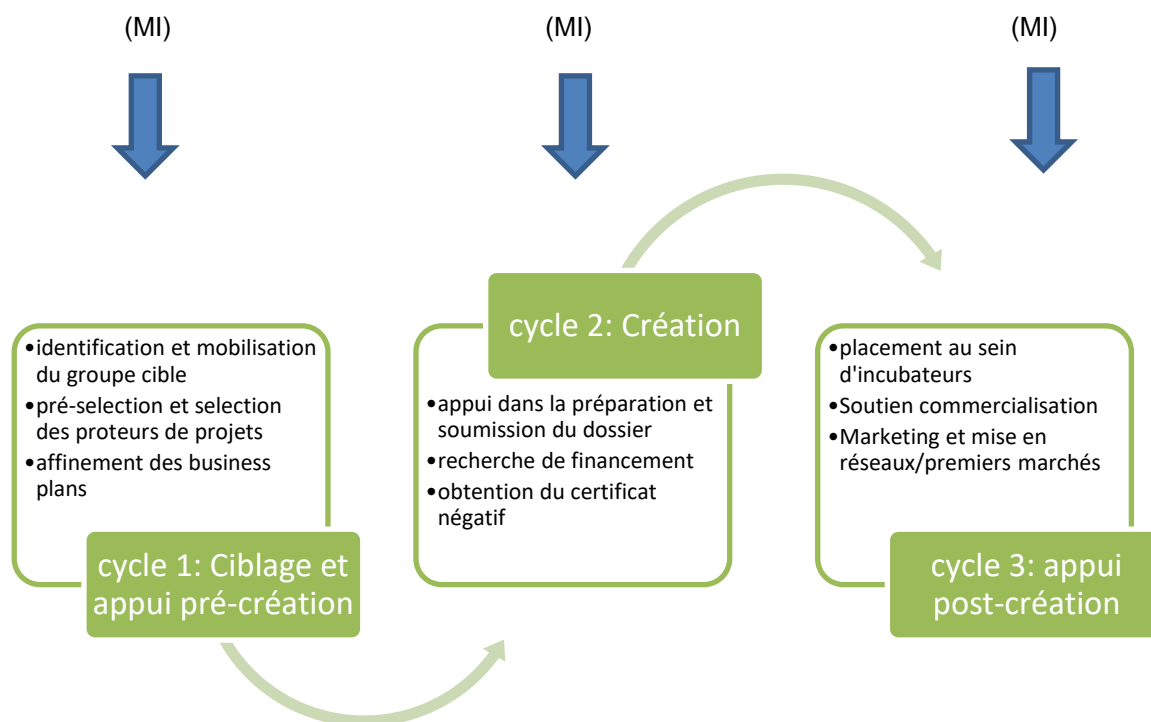 (MI)
(MI)
(MI)
•identification et mobilisation
du groupe cible
•pré-selection et selection
des proteurs de projets
•affinement des business
plans
cycle 1: Ciblage et
appui pré-création
cycle 2: Création
•appui dans la préparation et
soumission du dossier
•recherche de financement
•obtention du certificat
négatif
•placement au sein
d'incubateurs
•Soutien commercialisation
•Marketing et mise en
réseaux/premiers marchés
cycle 3: appui
post-création